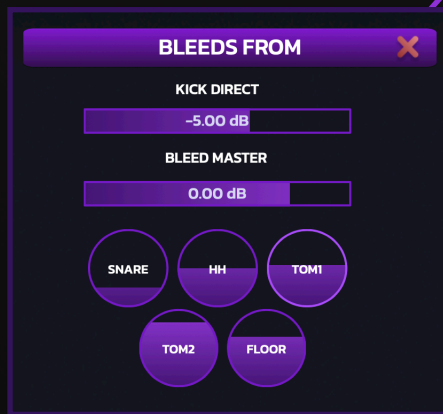 BLEEDS FROM
KICK DIRECT
-5.00 dB
BLEED MASTER
0.00 dB
SNARE HH TOM1
TOM2 FLOOR